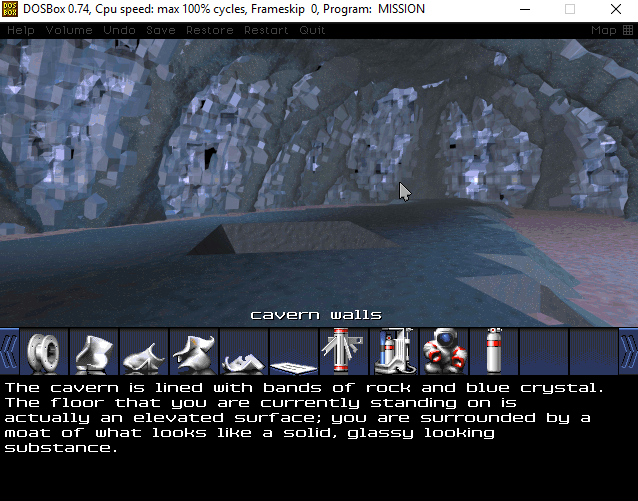 DOSBox 0.74, Cpu speed: max 100% cycles, Frameskip 0, Program: MISSION
Help Volume Undo Save Restore Restart Quit Map
cavern walls
The cavern is lined with bands of rock and blue crystal.
The floor that you are currently standing on is
actually an elevated surface; you are surrounded by a
moat of what looks like a solid, glassy looking
substance.